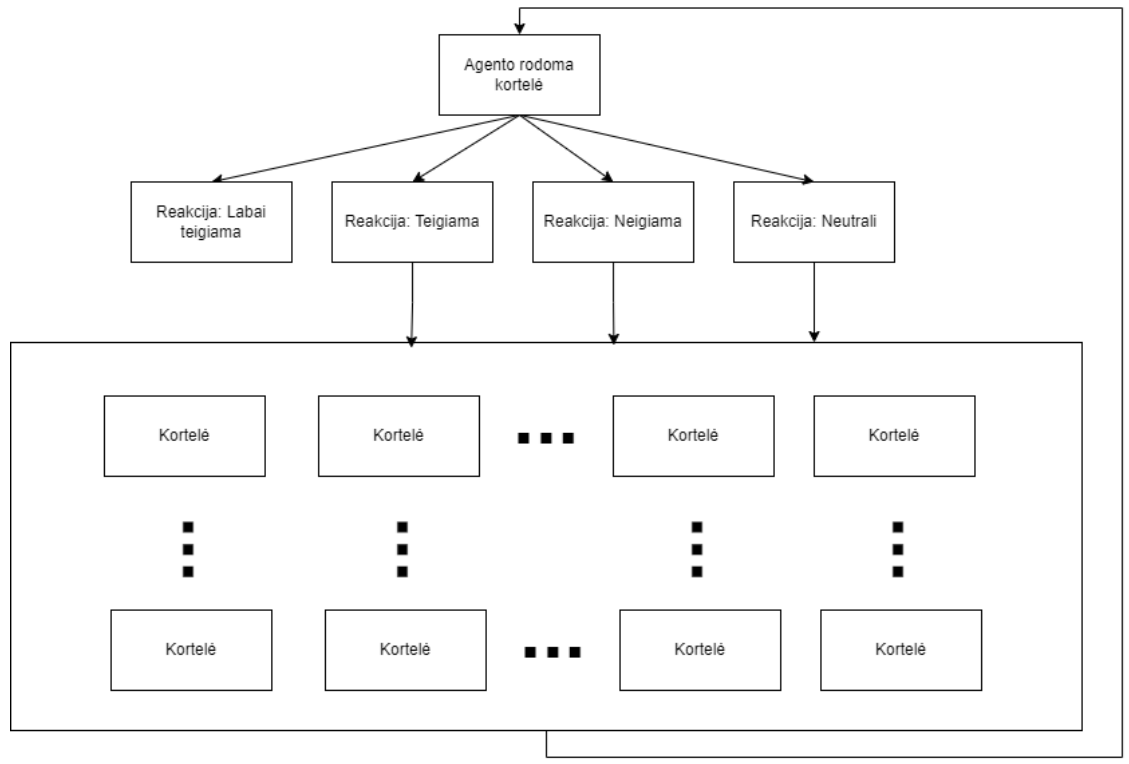 Agento rodoma
kortelė
Reakcija: Labai
teigiama
Reakcija: Teigiama
Reakcija: Neigiama
Reakcija: Neutrali
Kortelė
Kortelė
Kortelė
Kortelė
Kortelė
Kortelė
Kortelė
Kortelė